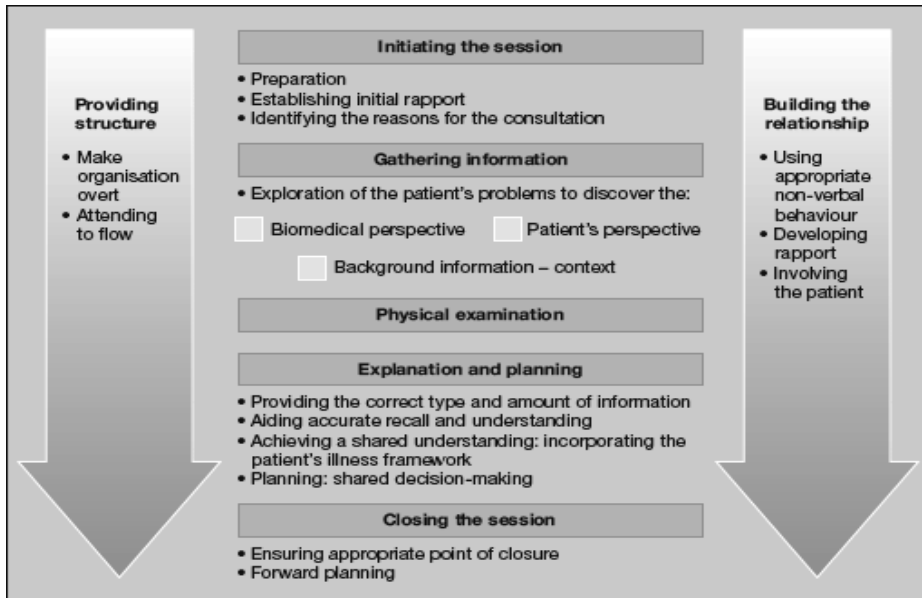 Providing
structure
• Make
organisation
overt
• Attending
to flow
Initiating the session
• Preparation
• Establishing initial rapport
• Identifying the reasons for the consultation
Gathering information
• Exploration of the patient's problems to discover the:
Biomedical perspective
Patient's perspective
Background information – context
Physical examination
Explanation and planning
• Providing the correct type and amount of information
• Aiding accurate recall and understanding
• Achieving a shared understanding: incorporating the
patient's illness framework
• Planning: shared decision-making
Closing the session
• Ensuring appropriate point of closure
• Forward planning
Building the
relationship
• Using
appropriate
non-verbal
behaviour
• Developing
rapport
• Involving
the patient